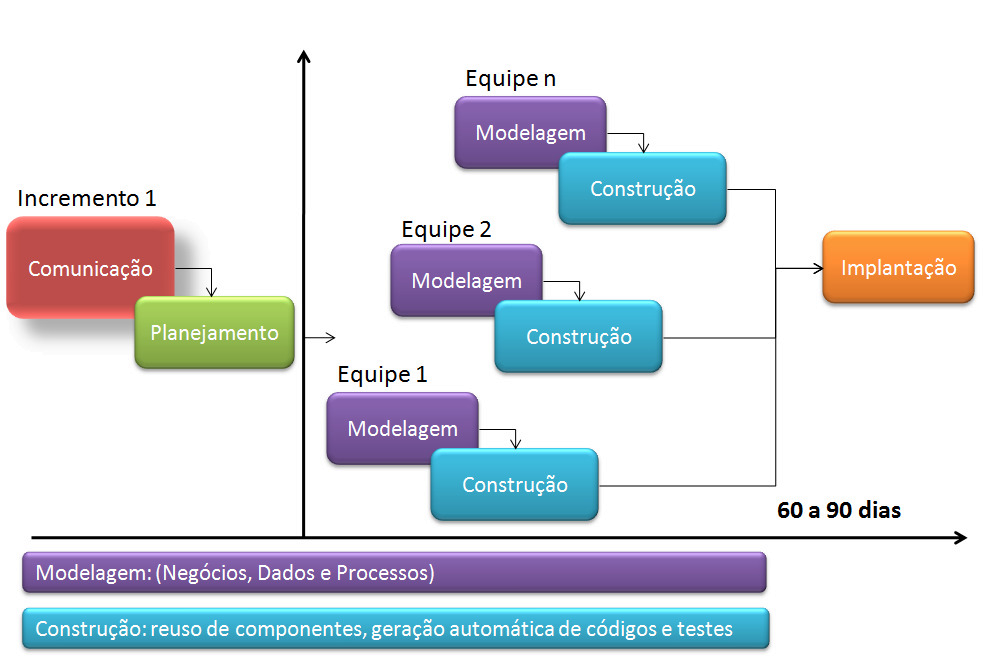 Incremento 1
Comunicação
Planejamento
Equipe n
Modelagem
Construção
Equipe 2
Modelagem
Construção
Equipe 1
Modelagem
Construção
Implantação
60 a 90 dias
Modelagem: (Negócios, Dados e Processos)
Construção: reuso de componentes, geração automática de códigos e testes